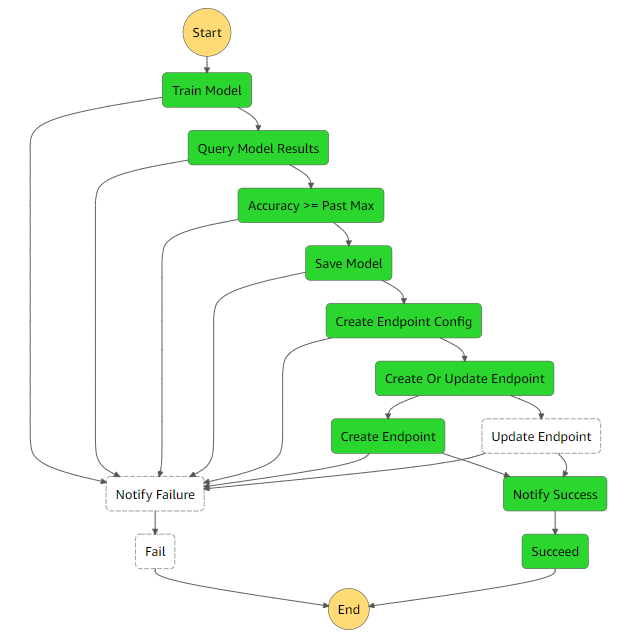 Start
Train Model
Query Model Results
Accuracy >= Past Max
Save Model
Create Endpoint Config
Create Or Update Endpoint
Create Endpoint
Update Endpoint
Notify Failure
Notify Success
Fail
Succeed
End